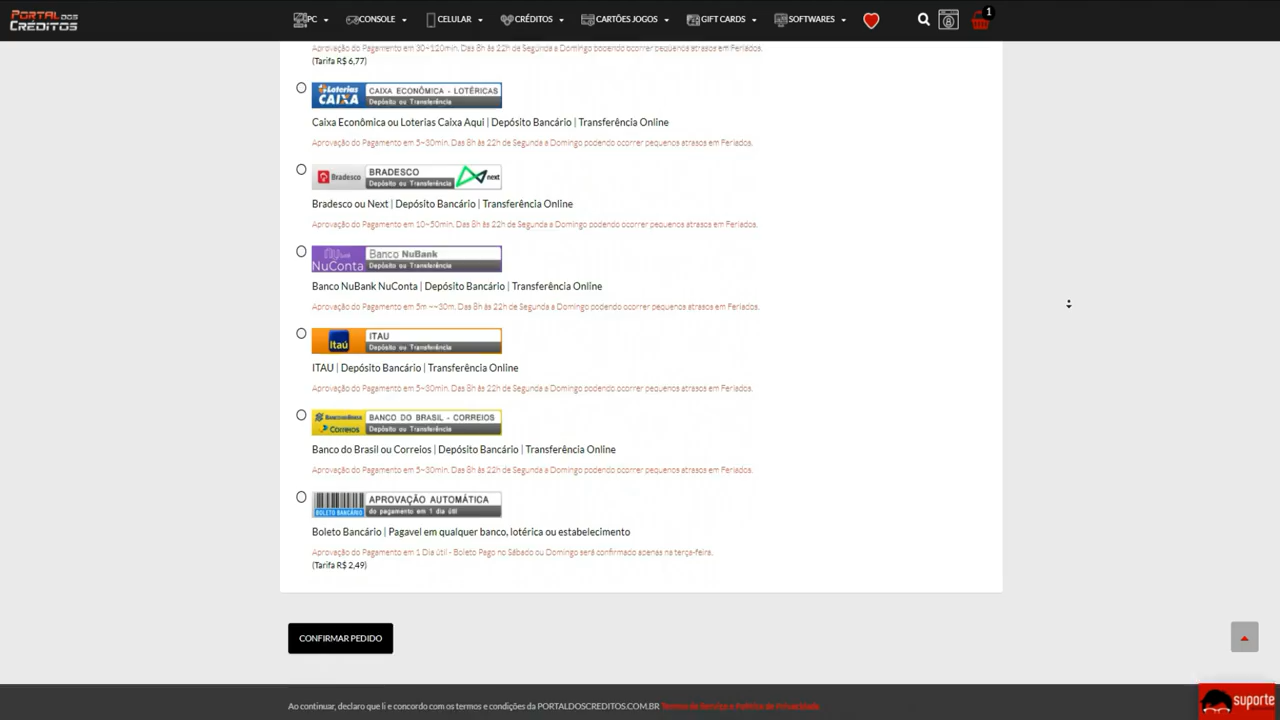 PORTAL DOS CRÉDITOS
PC CONSOLE CELULAR CRÉDITOS CARTÕES JOGOS GIFT CARDS SOFTWARES 1
Aprovação do Pagamento em 30~120min. Das 8h às 22h de Segunda a Domingo podendo ocorrer pequenos atrasos em Feriados.
(Tarifa R$ 6,77)
Loterias CAIXA CAIXA ECONÔMICA - LOTÉRICAS
Depósito ou Transferência
Caixa Econômica ou Loterias Caixa Aqui | Depósito Bancário | Transferência Online
Aprovação do Pagamento em 5~30min. Das 8h às 22h de Segunda a Domingo podendo ocorrer pequenos atrasos em Feriados.
Bradesco BRADESCO next
Depósito ou Transferência
Bradesco ou Next | Depósito Bancário | Transferência Online
Aprovação do Pagamento em 10~50min. Das 8h às 22h de Segunda a Domingo podendo ocorrer pequenos atrasos em Feriados.
NuConta Banco NuBank
Depósito ou Transferência
Banco NuBank NuConta | Depósito Bancário | Transferência Online
Aprovação do Pagamento em 5m ~~30m. Das 8h às 22h de Segunda a Domingo podendo ocorrer pequenos atrasos em Feriados.
Itaú ITAU
Depósito ou Transferência
ITAU | Depósito Bancário | Transferência Online
Aprovação do Pagamento em 5~30min. Das 8h às 22h de Segunda a Domingo podendo ocorrer pequenos atrasos em Feriados.
BANCO DO BRASIL - CORREIOS
Correios Depósito ou Transferência
Banco do Brasil ou Correios | Depósito Bancário | Transferência Online
Aprovação do Pagamento em 5~30min. Das 8h às 22h de Segunda a Domingo podendo ocorrer pequenos atrasos em Feriados.
APROVAÇÃO AUTOMÁTICA
BOLETO BANCÁRIO do pagamento em 1 dia útil
Boleto Bancário | Pagavel em qualquer banco, lotérica ou estabelecimento
Aprovação do Pagamento em 1 Dia útil - Boleto Pago no Sábado ou Domingo será confirmado apenas na terça-feira.
(Tarifa R$ 2,49)
CONFIRMAR PEDIDO
Ao continuar, declaro que li e concordo com os termos e condições da PORTALDOSCREDITOS.COM.BR Termos de Serviço e Política de Privacidade
suporte